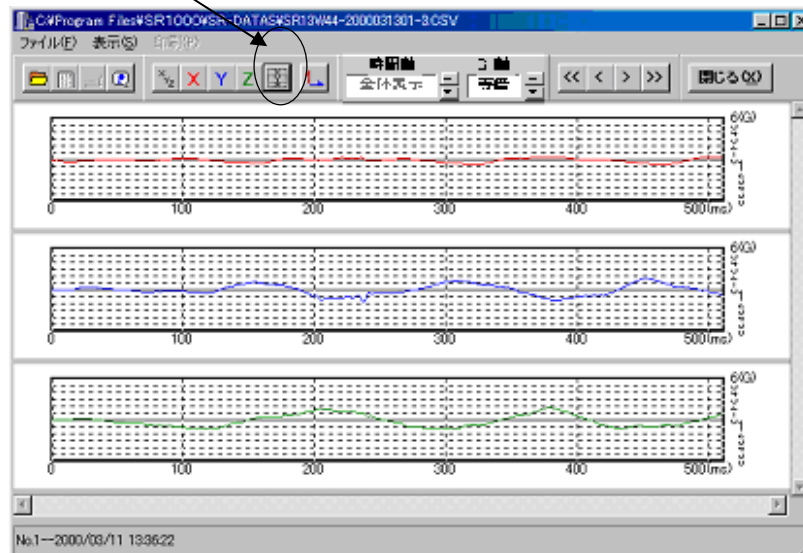 C:¥Program Files¥SR1000¥SR-DATAS¥SR13W44-2000031301-3.CSV
ファイル(F) 表示(S) 印刷(P)
X Y Z 時間軸 全体表示 等倍 << < > >> 閉じる(X)
6(G)
0 100 200 300 400 500(ms)
6(G)
0 100 200 300 400 500(ms)
6(G)
0 100 200 300 400 500(ms)
No.1--2000/03/11 13:36:22